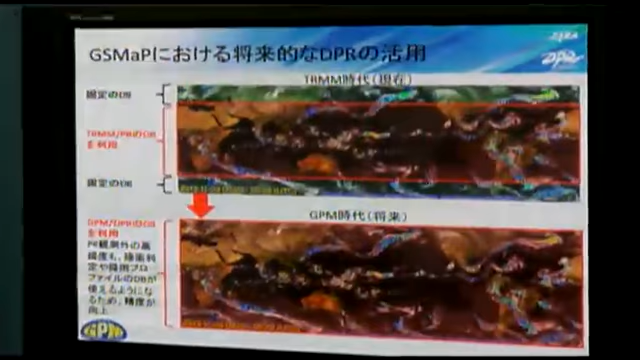 GSMaPにおける将来的なDPRの活用
DPR
TRMM時代（現在）
固定のDB
TRMM/PRのDB
を利用
固定のDB
GPM時代（将来）
GPM/DPRのDB
を利用
PR観測外の高
緯度も、降雨判
定や降雨プロ
ファイルのDBが
使えるようにな
るため、精度が
向上
GPM